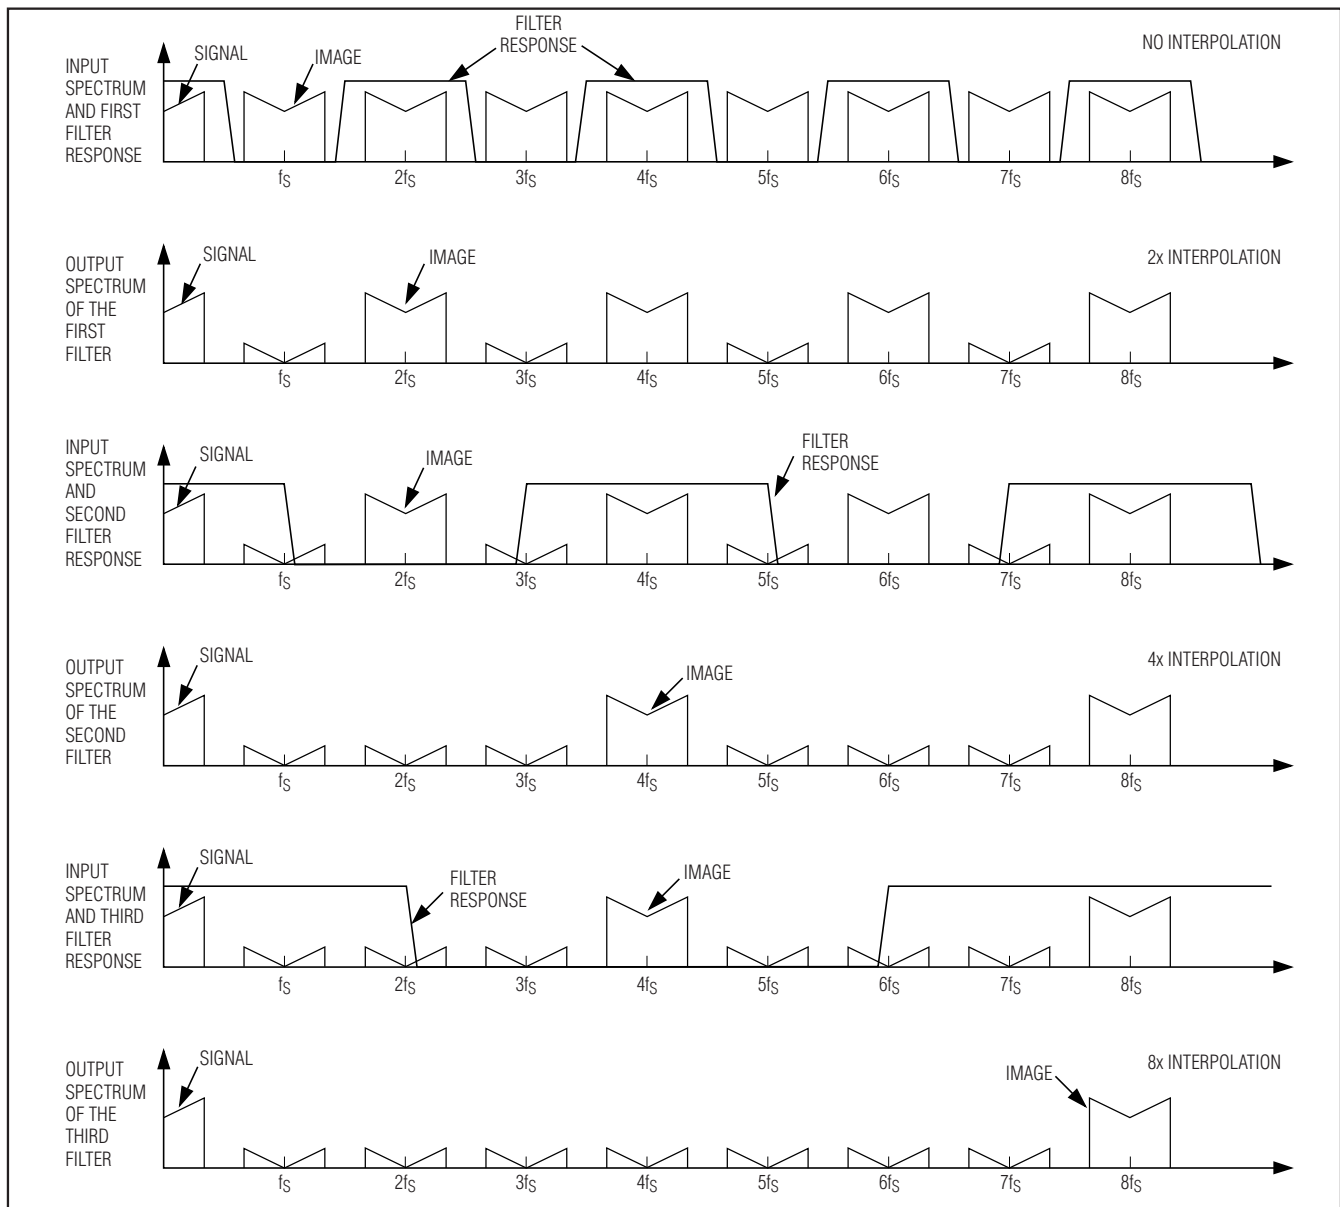 FILTER
RESPONSE
NO INTERPOLATION
SIGNAL
IMAGE
INPUT
SPECTRUM
AND FIRST
FILTER
RESPONSE
fS
2fS
3fS
4fS
5fS
6fS
7fS
8fS
OUTPUT
SPECTRUM
OF THE
FIRST
FILTER
SIGNAL
IMAGE
2x INTERPOLATION
fS
2fS
3fS
4fS
5fS
6fS
7fS
8fS
INPUT
SPECTRUM
AND
SECOND
FILTER
RESPONSE
SIGNAL
IMAGE
FILTER
RESPONSE
fS
2fS
3fS
4fS
5fS
6fS
7fS
8fS
OUTPUT
SPECTRUM
OF THE
SECOND
FILTER
SIGNAL
IMAGE
4x INTERPOLATION
fS
2fS
3fS
4fS
5fS
6fS
7fS
8fS
INPUT
SPECTRUM
AND THIRD
FILTER
RESPONSE
SIGNAL
FILTER
RESPONSE
IMAGE
fS
2fS
3fS
4fS
5fS
6fS
7fS
8fS
OUTPUT
SPECTRUM
OF THE
THIRD
FILTER
SIGNAL
IMAGE
8x INTERPOLATION
fS
2fS
3fS
4fS
5fS
6fS
7fS
8fS